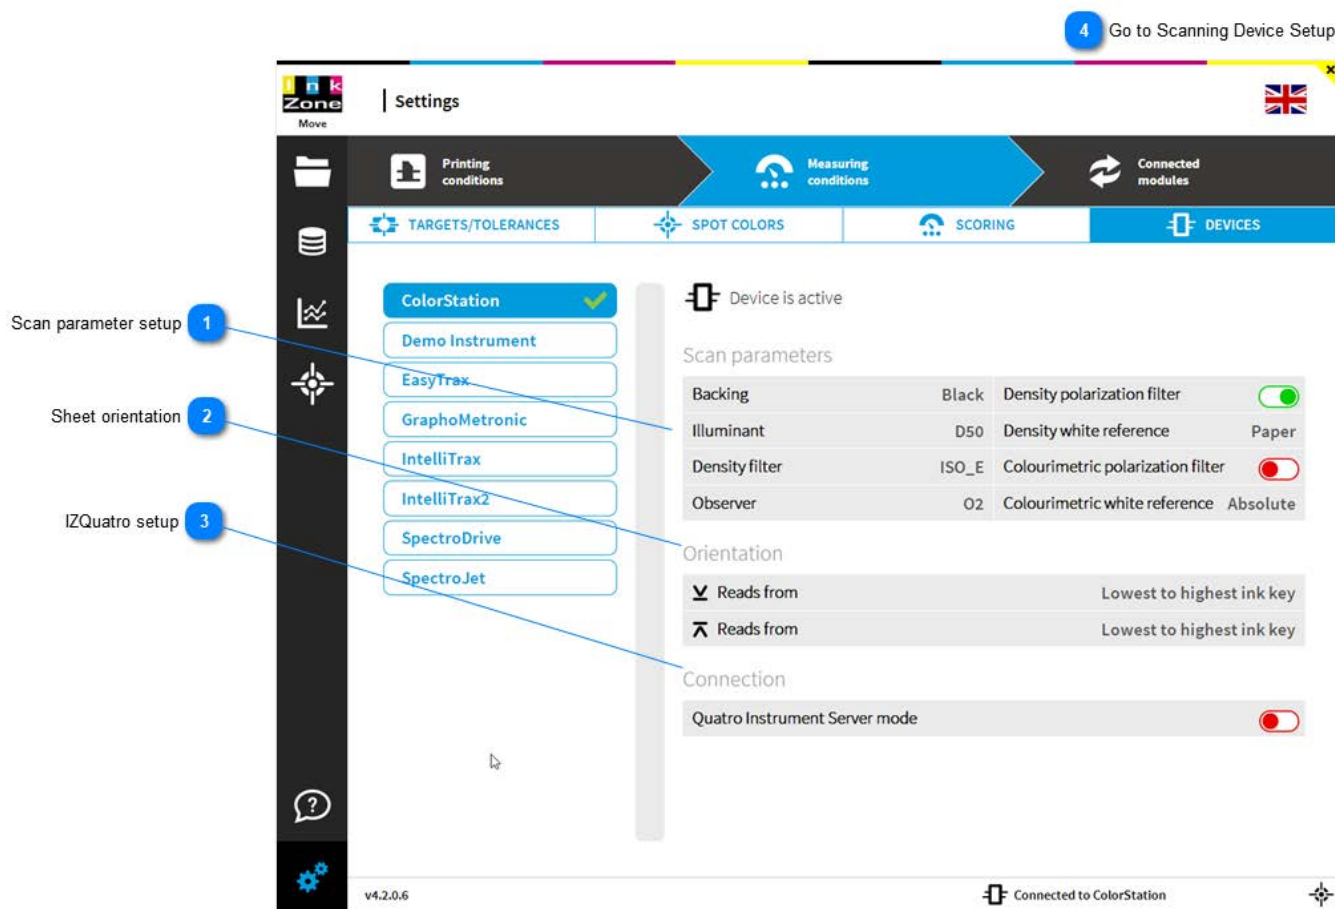 4 Go to Scanning Device Setup
Ink
Zone
Move
Settings
Printing
conditions
Measuring
conditions
Connected
modules
TARGETS/TOLERANCES
SPOT COLORS
SCORING
DEVICES
Scan parameter setup 1
Sheet orientation 2
IZQuatro setup 3
ColorStation
Demo Instrument
EasyTrax
GraphoMetronic
IntelliTrax
IntelliTrax2
SpectroDrive
SpectroJet
Device is active
Scan parameters
Backing Black Density polarization filter
Illuminant D50 Density white reference Paper
Density filter ISO_E Colourimetric polarization filter
Observer O2 Colourimetric white reference Absolute
Orientation
Reads from Lowest to highest ink key
Reads from Lowest to highest ink key
Connection
Quatro Instrument Server mode
v4.2.0.6
Connected to ColorStation